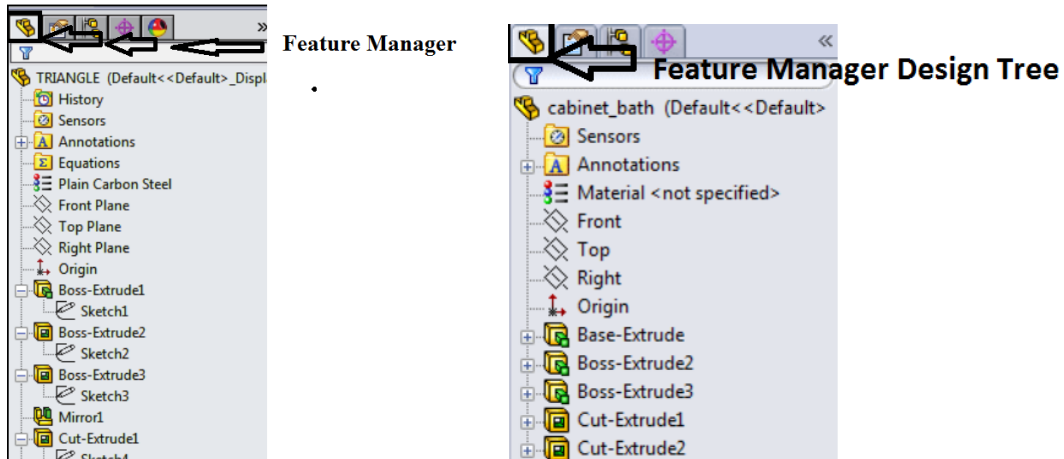 Feature Manager
TRIANGLE (Default<<Default>_Displ
History
Sensors
Annotations
Equations
Plain Carbon Steel
Front Plane
Top Plane
Right Plane
Origin
Boss-Extrude1
Sketch1
Boss-Extrude2
Sketch2
Boss-Extrude3
Sketch3
Mirror1
Cut-Extrude1
Sketch4
Feature Manager Design Tree
cabinet_bath (Default<<Default>
Sensors
Annotations
Material <not specified>
Front
Top
Right
Origin
Base-Extrude
Boss-Extrude2
Boss-Extrude3
Cut-Extrude1
Cut-Extrude2